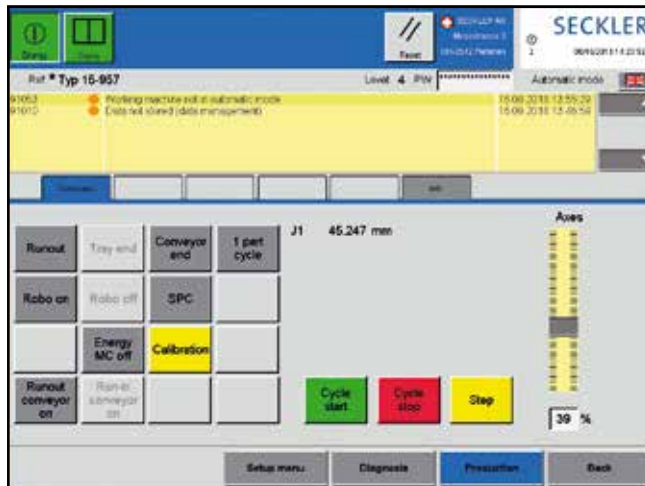 SECKLER
Reset
Ref * Typ 16-957
Level 4 PW
Automatic mode
Working machine not in automatic mode
Data not stored (data management)
Axes
J1 45.247 mm
Runout
Tray end
Conveyor end
1 part cycle
Robo on
Robo off
SPC
Energy MC off
Calibration
Runout conveyor on
Run-in conveyor on
Cycle start
Cycle stop
Step
39 %
Setup menu
Diagnosis
Production
Back